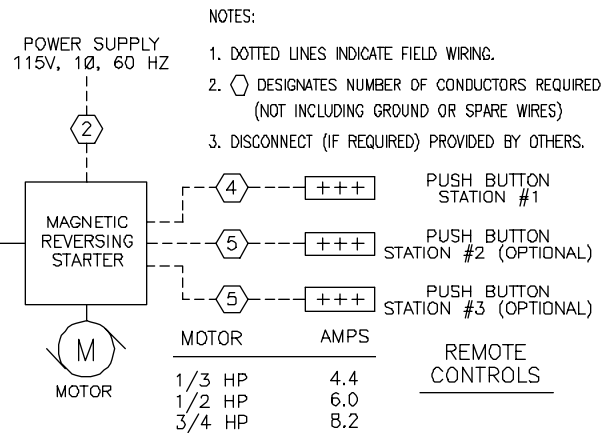 NOTES:
1. DOTTED LINES INDICATE FIELD WIRING.
2. DESIGNATES NUMBER OF CONDUCTORS REQUIRED
(NOT INCLUDING GROUND OR SPARE WIRES)
3. DISCONNECT (IF REQUIRED) PROVIDED BY OTHERS.
POWER SUPPLY
115V, 1Ø, 60 HZ
2
MAGNETIC
REVERSING
STARTER
4
+++
PUSH BUTTON
STATION #1
5
+++
PUSH BUTTON
STATION #2 (OPTIONAL)
5
+++
PUSH BUTTON
STATION #3 (OPTIONAL)
M
MOTOR
MOTOR AMPS
1/3 HP 4.4
1/2 HP 6.0
3/4 HP 8.2
REMOTE
CONTROLS